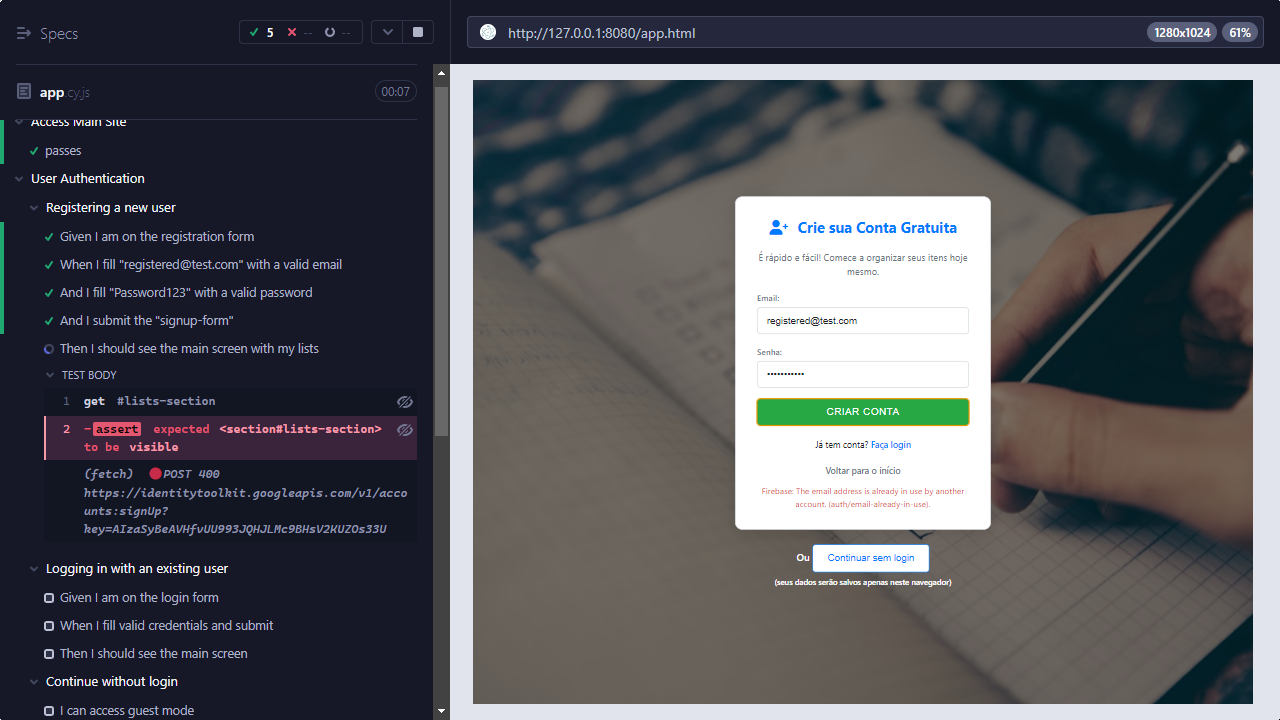 Specs
5
--
--
http://127.0.0.1:8080/app.html
1280x1024
61%
app.cy.js
00:07
Access Main Site
passes
User Authentication
Registering a new user
Given I am on the registration form
When I fill "registered@test.com" with a valid email
And I fill "Password123" with a valid password
And I submit the "signup-form"
Then I should see the main screen with my lists
TEST BODY
1 get #lists-section
2 -assert expected <section#lists-section>
to be visible
(fetch) POST 400
https://identitytoolkit.googleapis.com/v1/acco
unts:signUp?
key=AIzaSyBeAVHfvUU993JQHJLMc9BHsV2KUZOs33U
Logging in with an existing user
Given I am on the login form
When I fill valid credentials and submit
Then I should see the main screen
Continue without login
I can access guest mode
Crie sua Conta Gratuita
É rápido e fácil! Comece a organizar seus itens hoje
mesmo.
Email:
registered@test.com
Senha:
•••••••••••
CRIAR CONTA
Já tem conta? Faça login
Voltar para o início
Firebase: The email address is already in use by another
account. (auth/email-already-in-use).
Ou Continuar sem login
(seus dados serão salvos apenas neste navegador)